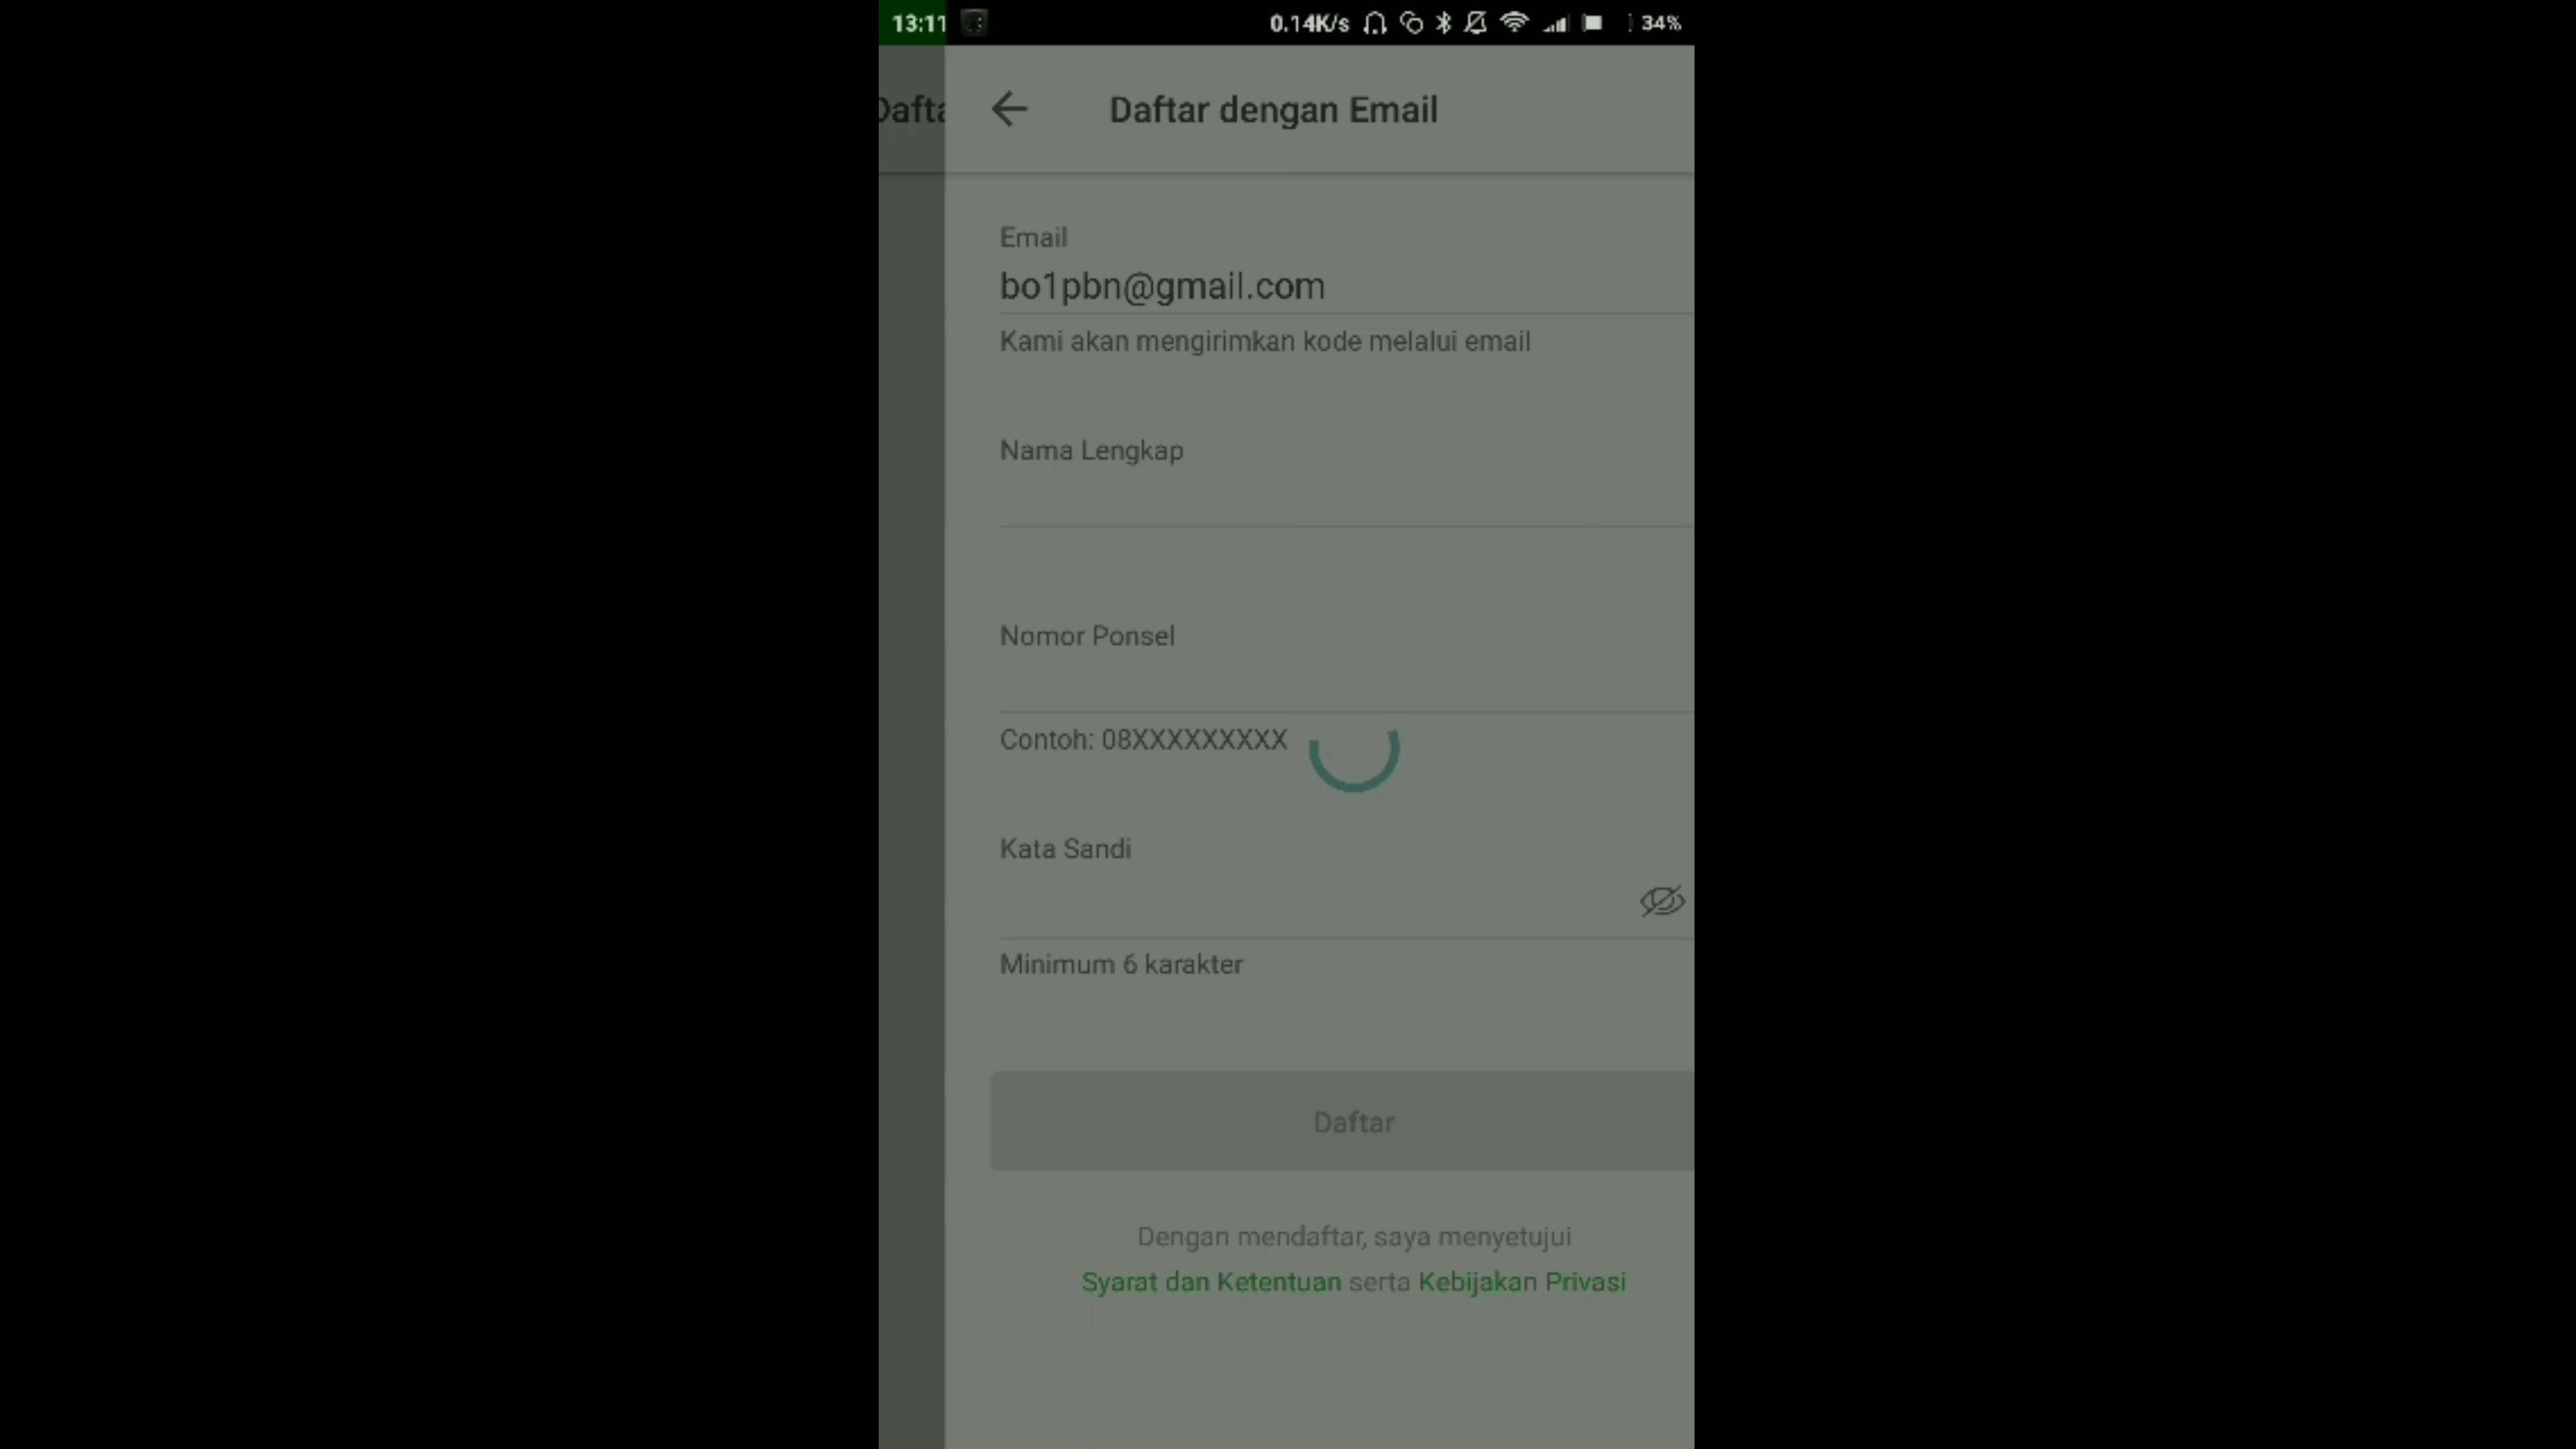 13:11 0.14K/s 34%
Daftar dengan Email
Email
bo1pbn@gmail.com
Kami akan mengirimkan kode melalui email
Nama Lengkap
Nomor Ponsel
Contoh: 08XXXXXXXXX
Kata Sandi
Minimum 6 karakter
Daftar
Dengan mendaftar, saya menyetujui
Syarat dan Ketentuan serta Kebijakan Privasi